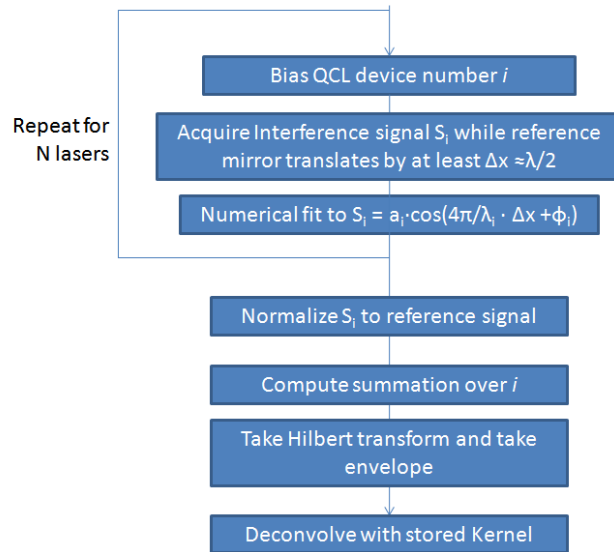 Bias QCL device number i
Repeat for
N lasers
Acquire Interference signal Sᵢ while reference
mirror translates by at least Δx ≈λ/2
Numerical fit to Sᵢ = aᵢ·cos(4π/λᵢ · Δx +ϕᵢ)
Normalize Sᵢ to reference signal
Compute summation over i
Take Hilbert transform and take
envelope
Deconvolve with stored Kernel